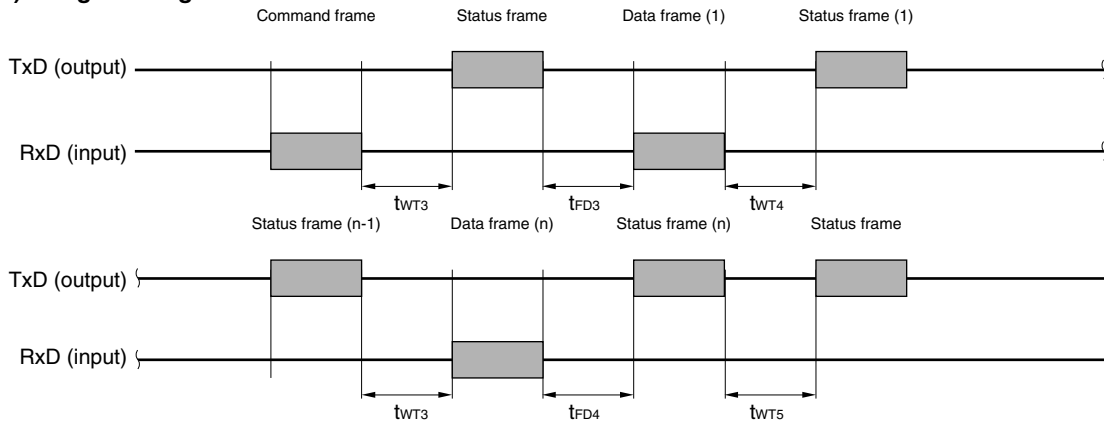 Command frame Status frame Data frame (1) Status frame (1)
TxD (output)
RxD (input)
tWT3 tFD3 tWT4
Status frame (n-1) Data frame (n) Status frame (n) Status frame
TxD (output)
RxD (input)
tWT3 tFD4 tWT5